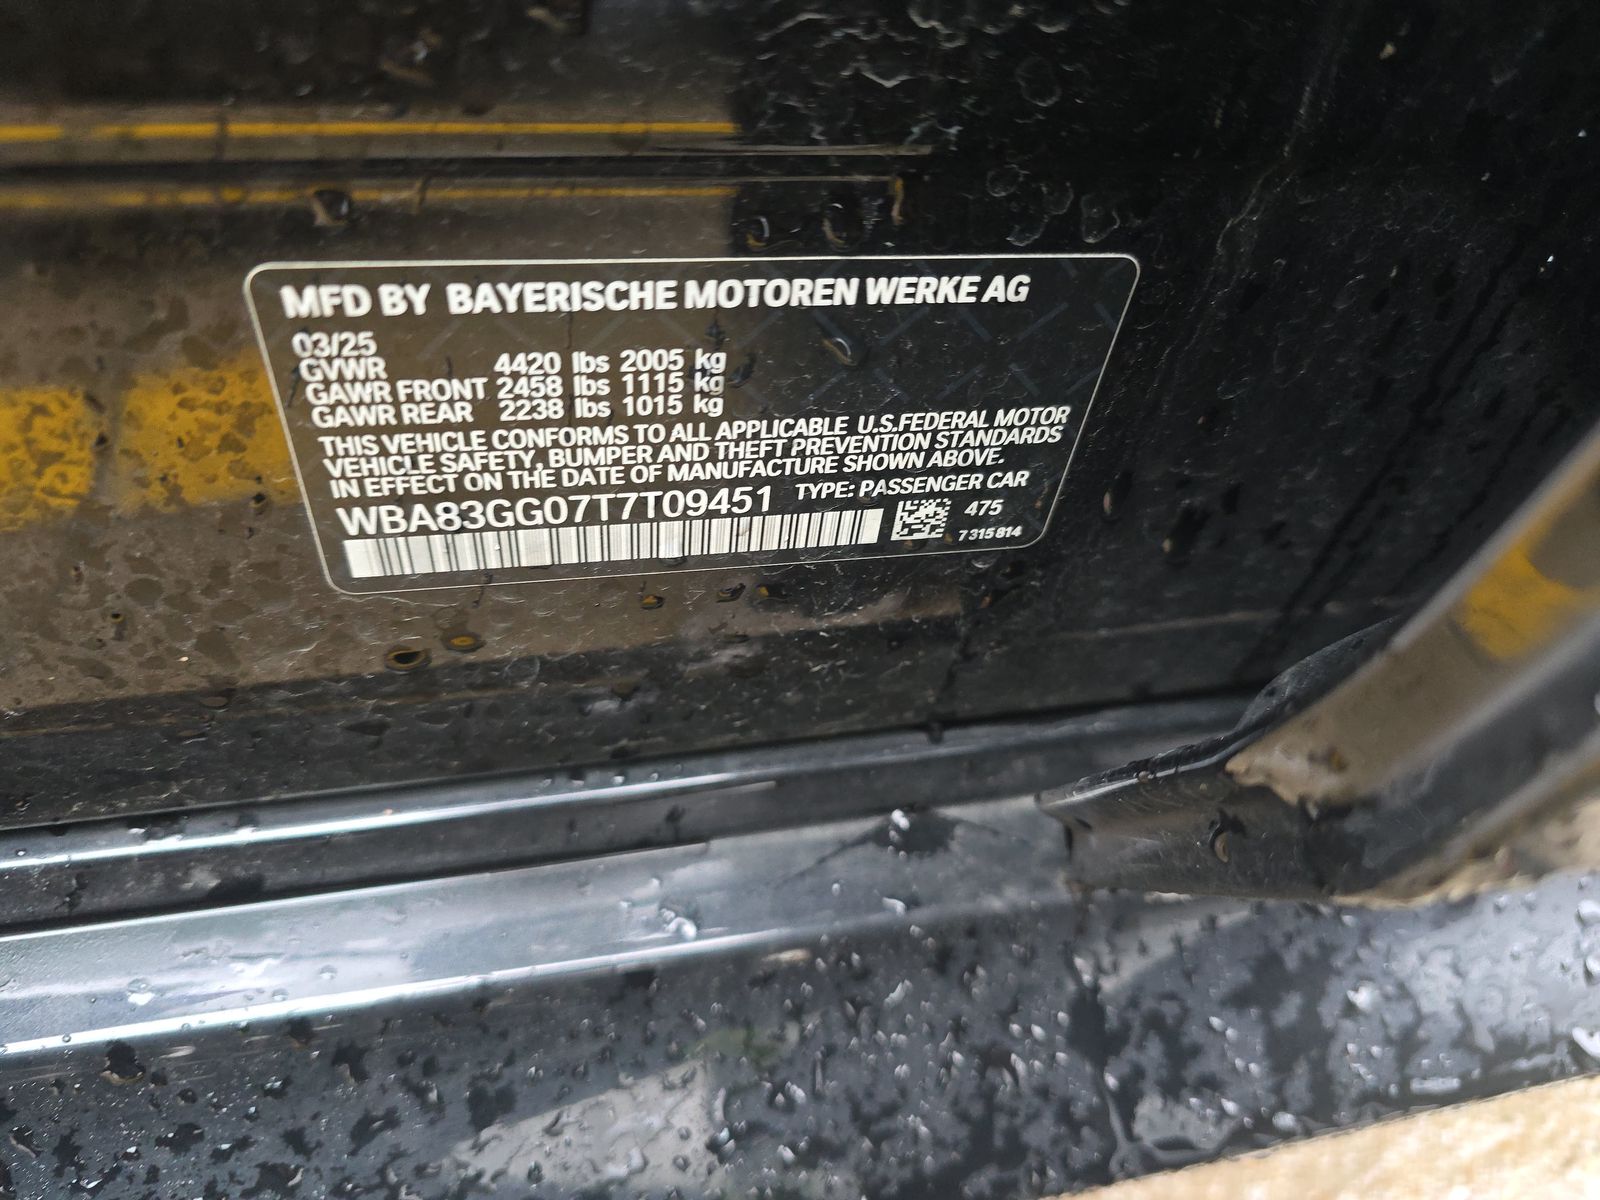 MFD BY BAYERISCHE MOTOREN WERKE AG
03/25
GVWR 4420 lbs 2005 kg
GAWR FRONT 2458 lbs 1115 kg
GAWR REAR 2238 lbs 1015 kg
THIS VEHICLE CONFORMS TO ALL APPLICABLE U.S.FEDERAL MOTOR
VEHICLE SAFETY, BUMPER AND THEFT PREVENTION STANDARDS
IN EFFECT ON THE DATE OF MANUFACTURE SHOWN ABOVE.
WBA83GG07T7T09451 TYPE: PASSENGER CAR
475
7315814